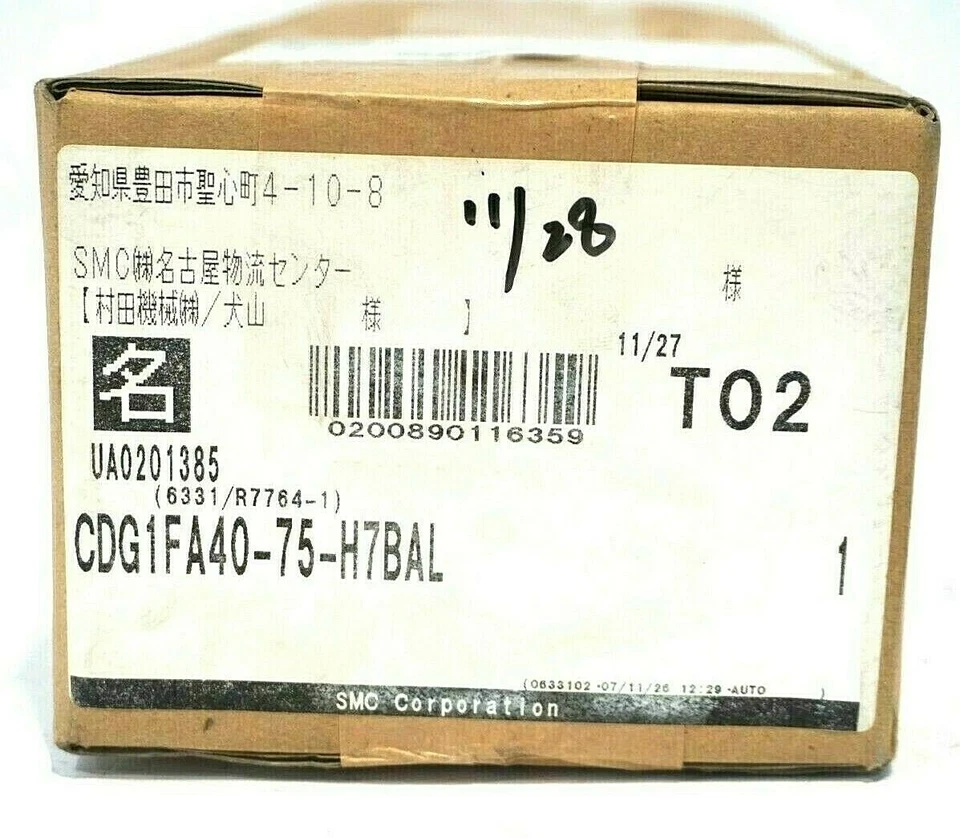 愛知県豊田市聖心町4-10-8
11/28
SMC㈱名古屋物流センター
様
【村田機械㈱/犬山 様 】
11/27
名
T02
0200890116359
UA0201385
(6331/R7764-1)
CDG1FA40-75-H7BAL
1
(0633102 -07/11/26 12:29 -AUTO )
SMC Corporation